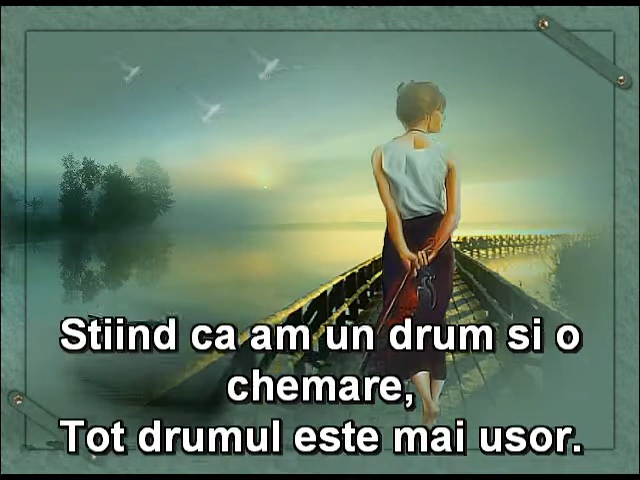 Stiind ca am un drum si o
chemare,
Tot drumul este mai usor.